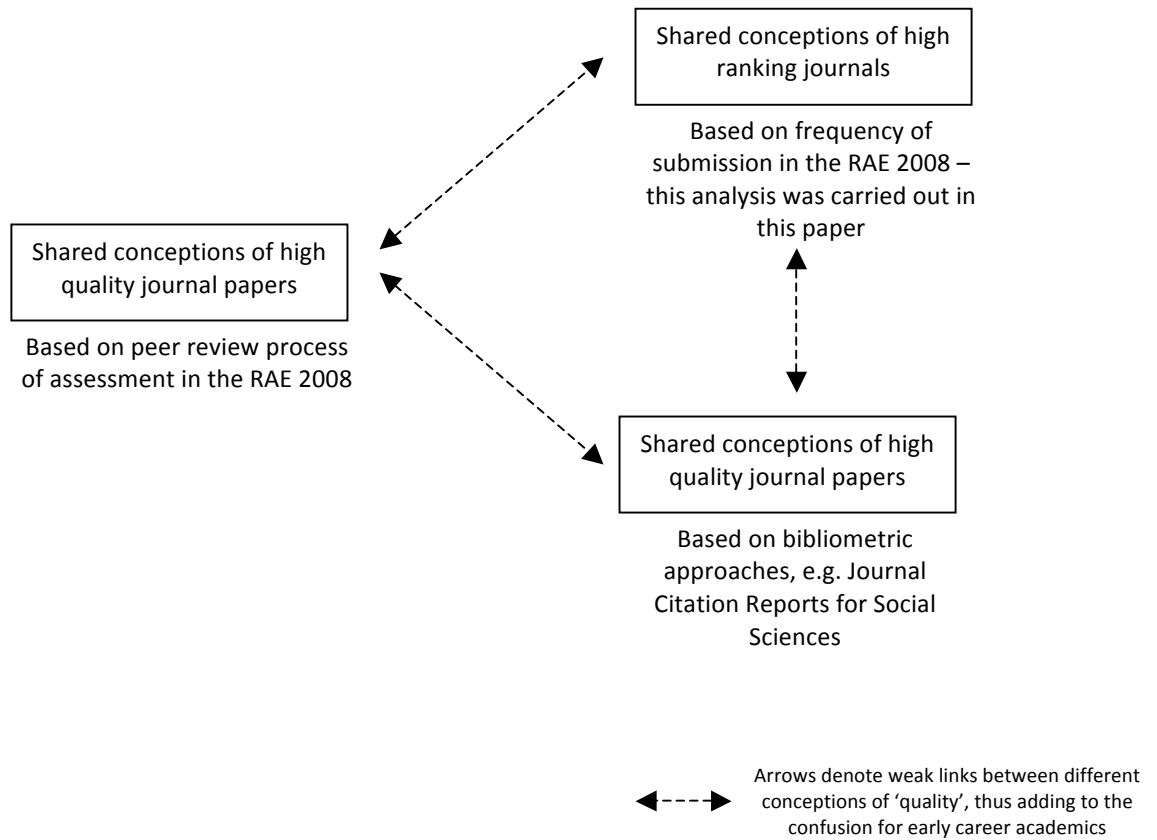 Shared conceptions of high
ranking journals
Based on frequency of
submission in the RAE 2008 –
this analysis was carried out in
this paper
Shared conceptions of high
quality journal papers
Based on peer review process
of assessment in the RAE 2008
Shared conceptions of high
quality journal papers
Based on bibliometric
approaches, e.g. Journal
Citation Reports for Social
Sciences
Arrows denote weak links between different
conceptions of ‘quality’, thus adding to the
confusion for early career academics